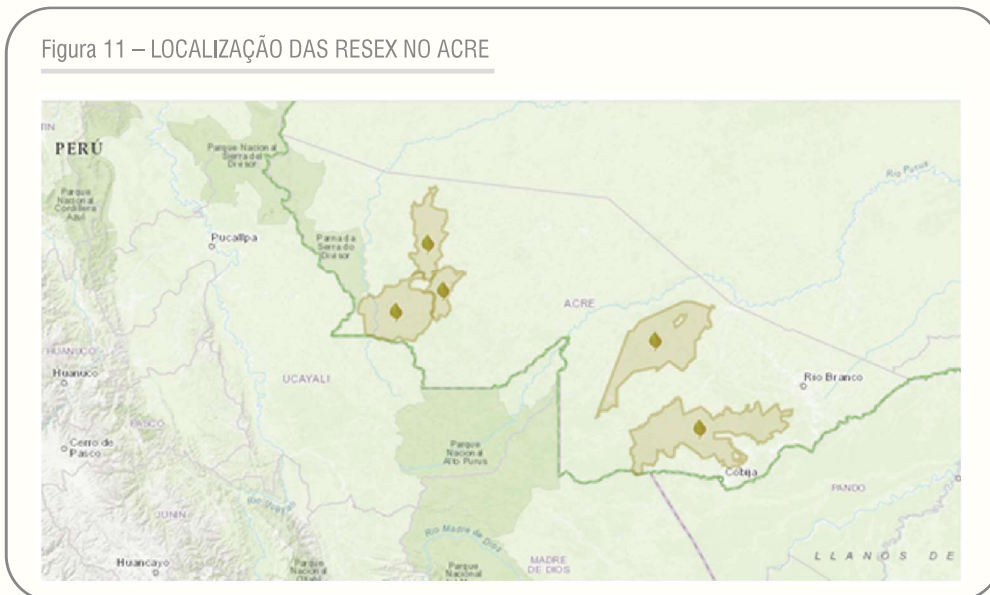 Figura 11 – LOCALIZAÇÃO DAS RESEX NO ACRE
PERÚ
Parque Nacional
Sierra del
Divisor
Parque
Nacional
Cordillera
Azul
Pucallpa
Parna da
Serra do
Divisor
Rio Purus
ACRE
HUANUCO
Huanuco
UCAYALI
Rio Branco
PASCO
Cerro de
Pasco
Parque
Nacional
Alto Purus
Cobija
PANDO
JUNIN
Rio Madre de Dios
Huancayo
Parque
Nacional
Parque
Nacional
MADRE
DE DIOS
LLANOS DE